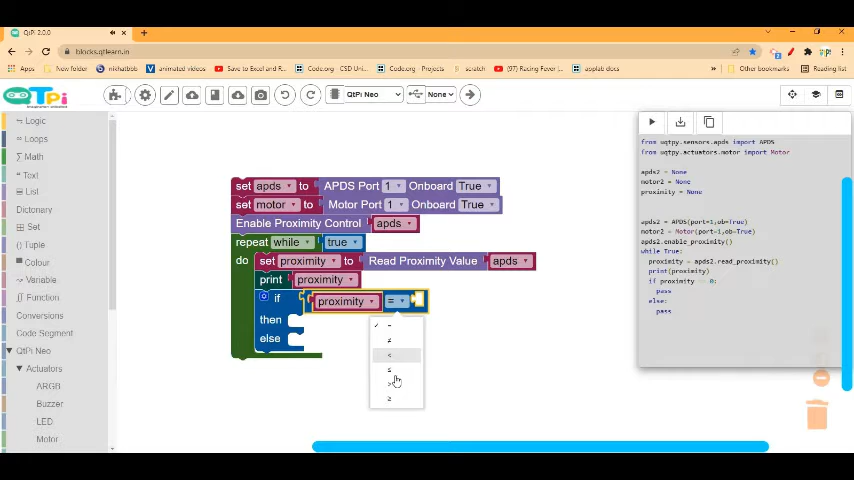 QtPi 2.0.0
blocks.qtlearn.in
Apps
New folder
nikhatbbb
animated videos
Save to Excel and R...
Code.org - CSD Uni...
Code.org - Projects
scratch
(97) Racing Fever I...
applab docs
»
Other bookmarks
Reading list
QTPi
QtPi Neo
None
Logic
Loops
Math
Text
List
Dictionary
Set
Tuple
Colour
Variable
Function
Conversions
Code Segment
QtPi Neo
Actuators
ARGB
Buzzer
LED
Motor
set apds to APDS Port 1 Onboard True
set motor to Motor Port 1 Onboard True
Enable Proximity Control apds
repeat while true
do set proximity to Read Proximity Value apds
print proximity
if proximity =
then
else
✓ =
≠
<
≤
>
≥
from uqtpy.sensors.apds import APDS
from uqtpy.actuators.motor import Motor
apds2 = None
motor2 = None
proximity = None
apds2 = APDS(port=1,ob=True)
motor2 = Motor(port=1,ob=True)
apds2.enable_proximity()
while True:
proximity = apds2.read_proximity()
print(proximity)
if proximity == 0:
pass
else:
pass